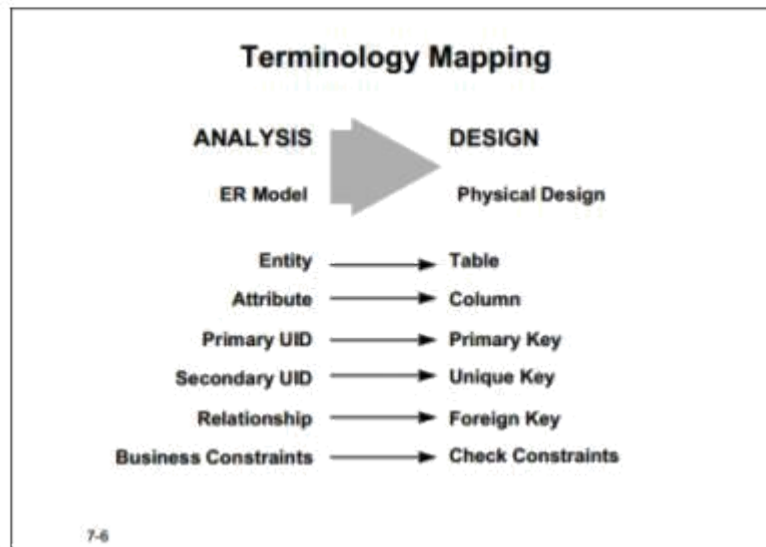 Terminology Mapping
ANALYSIS DESIGN
ER Model Physical Design
Entity Table
Attribute Column
Primary UID Primary Key
Secondary UID Unique Key
Relationship Foreign Key
Business Constraints Check Constraints
7-6